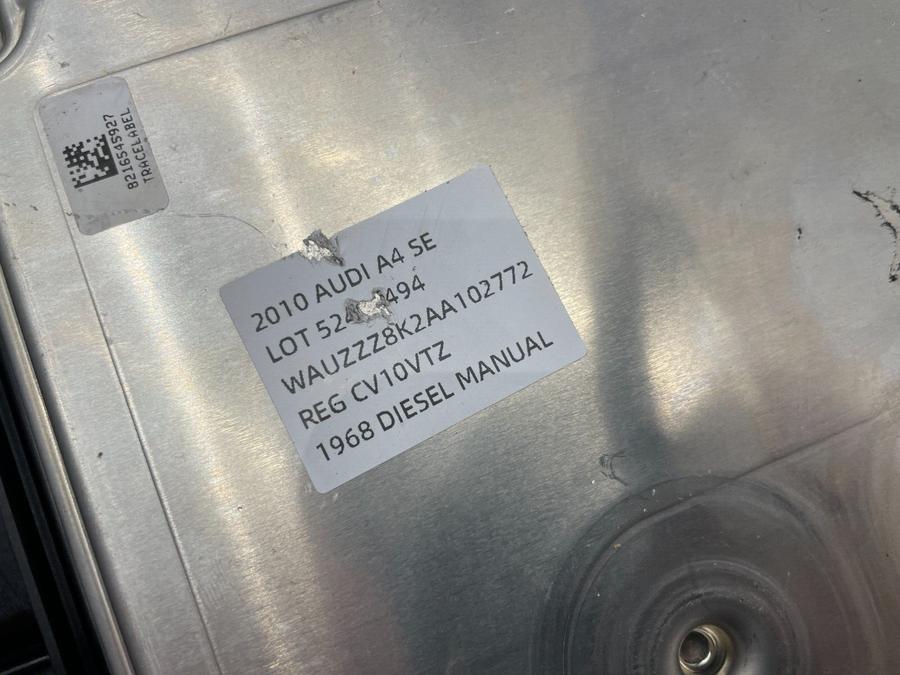 8216545927
TRACELABEL
2010 AUDI A4 SE
LOT
WAUZZZ8K2AA102772
REG CV10VTZ
1968 DIESEL MANUAL